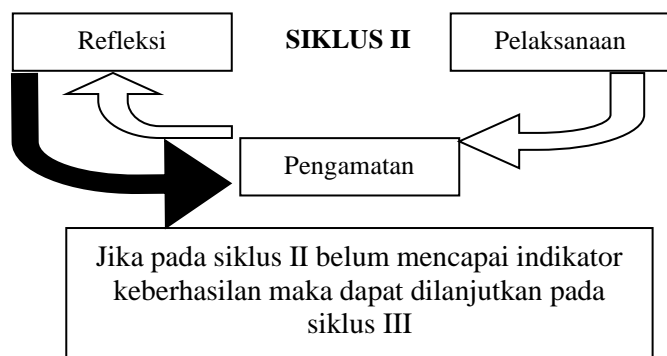 Refleksi
SIKLUS II
Pelaksanaan
Pengamatan
Jika pada siklus II belum mencapai indikator
keberhasilan maka dapat dilanjutkan pada
siklus III